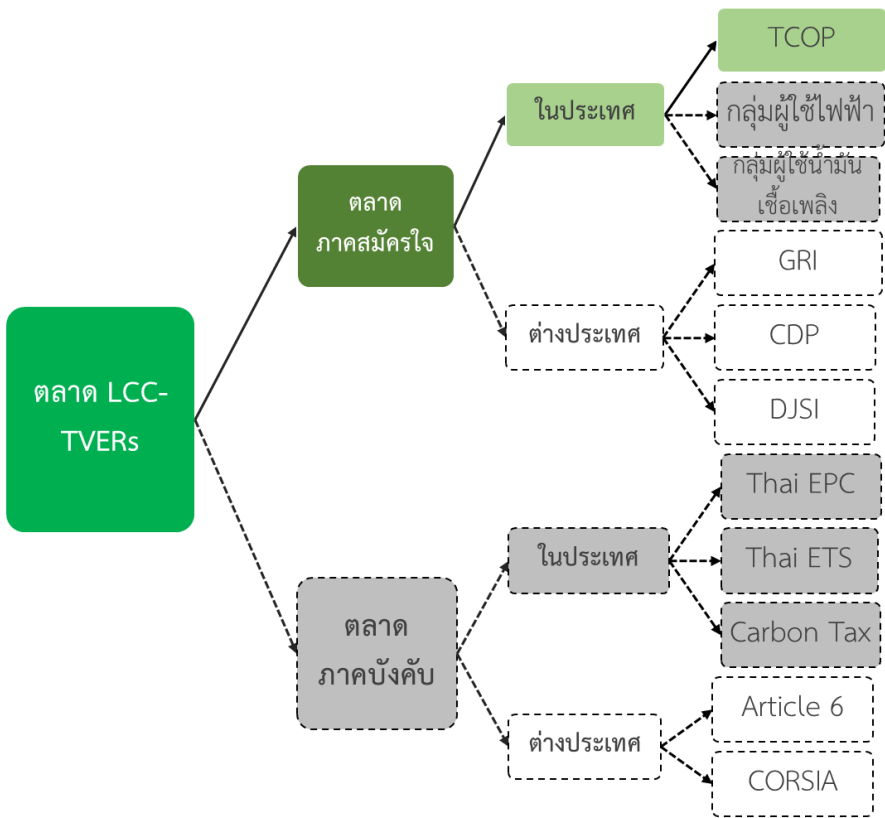 TCOP
ในประเทศ
กลุ่มผู้ใช้ไฟฟ้า
กลุ่มผู้ใช้น้ำมัน
เชื้อเพลิง
ตลาด
ภาคสมัครใจ
GRI
ต่างประเทศ
CDP
DJSI
ตลาด LCC-
TVERs
Thai EPC
ในประเทศ
Thai ETS
Carbon Tax
ตลาด
ภาคบังคับ
Article 6
ต่างประเทศ
CORSIA